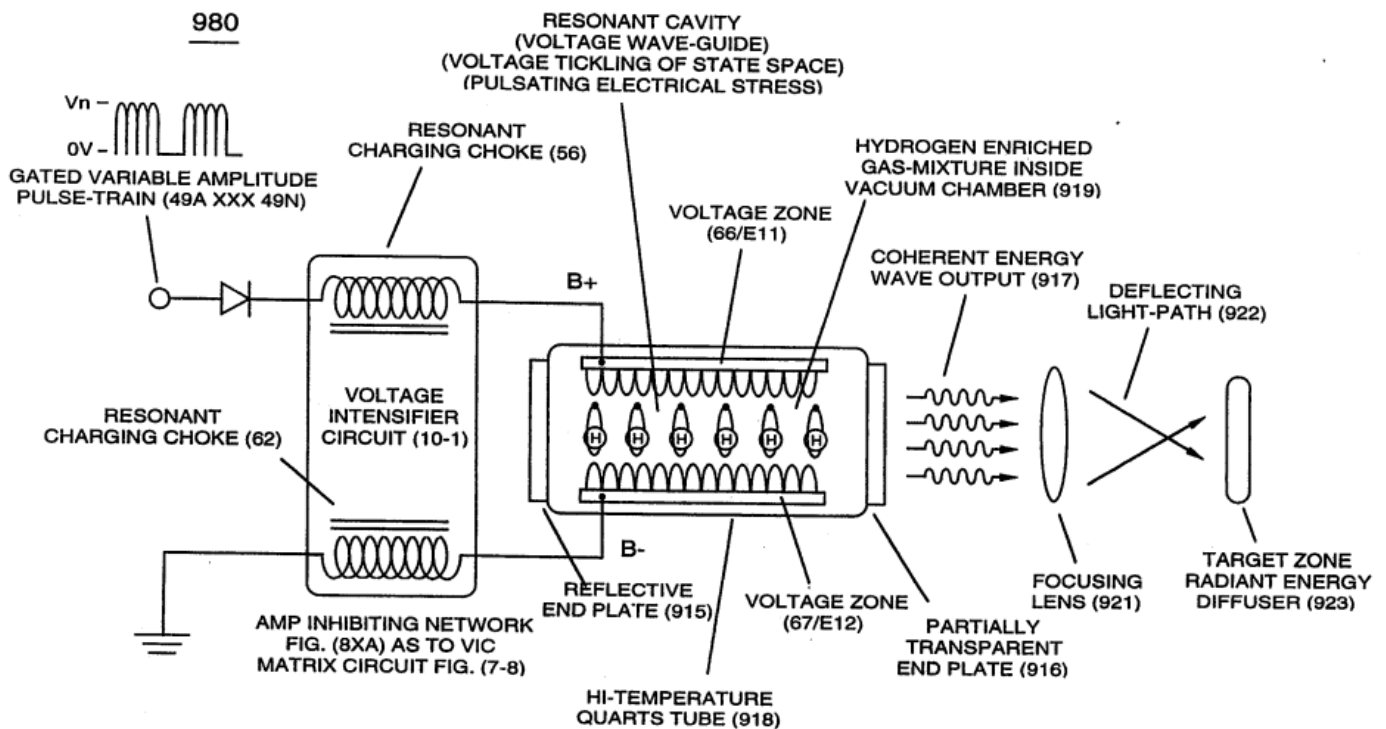 980
RESONANT CAVITY
(VOLTAGE WAVE-GUIDE)
(VOLTAGE TICKLING OF STATE SPACE)
(PULSATING ELECTRICAL STRESS)
Vn
0V
GATED VARIABLE AMPLITUDE
PULSE-TRAIN (49A XXX 49N)
RESONANT
CHARGING CHOKE (56)
HYDROGEN ENRICHED
GAS-MIXTURE INSIDE
VACUUM CHAMBER (919)
VOLTAGE ZONE
(66/E11)
COHERENT ENERGY
WAVE OUTPUT (917)
DEFLECTING
LIGHT-PATH (922)
B+
VOLTAGE
INTENSIFIER
CIRCUIT (10-1)
RESONANT
CHARGING CHOKE (62)
H H H H H H
B-
REFLECTIVE
END PLATE (915)
VOLTAGE ZONE
(67/E12)
PARTIALLY
TRANSPARENT
END PLATE (916)
FOCUSING
LENS (921)
TARGET ZONE
RADIANT ENERGY
DIFFUSER (923)
AMP INHIBITING NETWORK
FIG. (8XA) AS TO VIC
MATRIX CIRCUIT FIG. (7-8)
HI-TEMPERATURE
QUARTS TUBE (918)